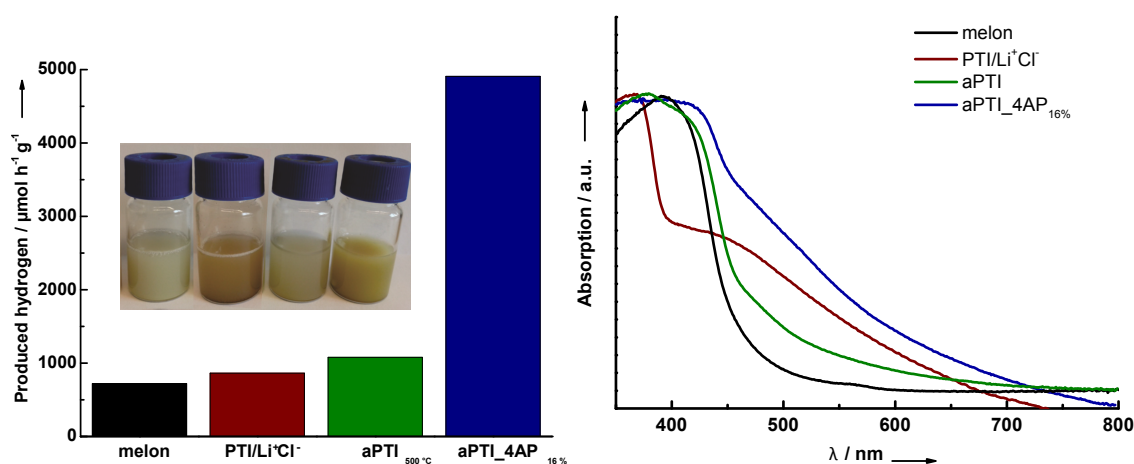 Produced hydrogen / µmol h⁻¹ g⁻¹
5000
4000
3000
2000
1000
0
melon
PTI/Li⁺Cl⁻
aPTI 500 °C
aPTI_4AP 16 %
Absorption / a.u.
melon
PTI/Li⁺Cl⁻
aPTI
aPTI_4AP16%
400 500 600 700 800
λ / nm